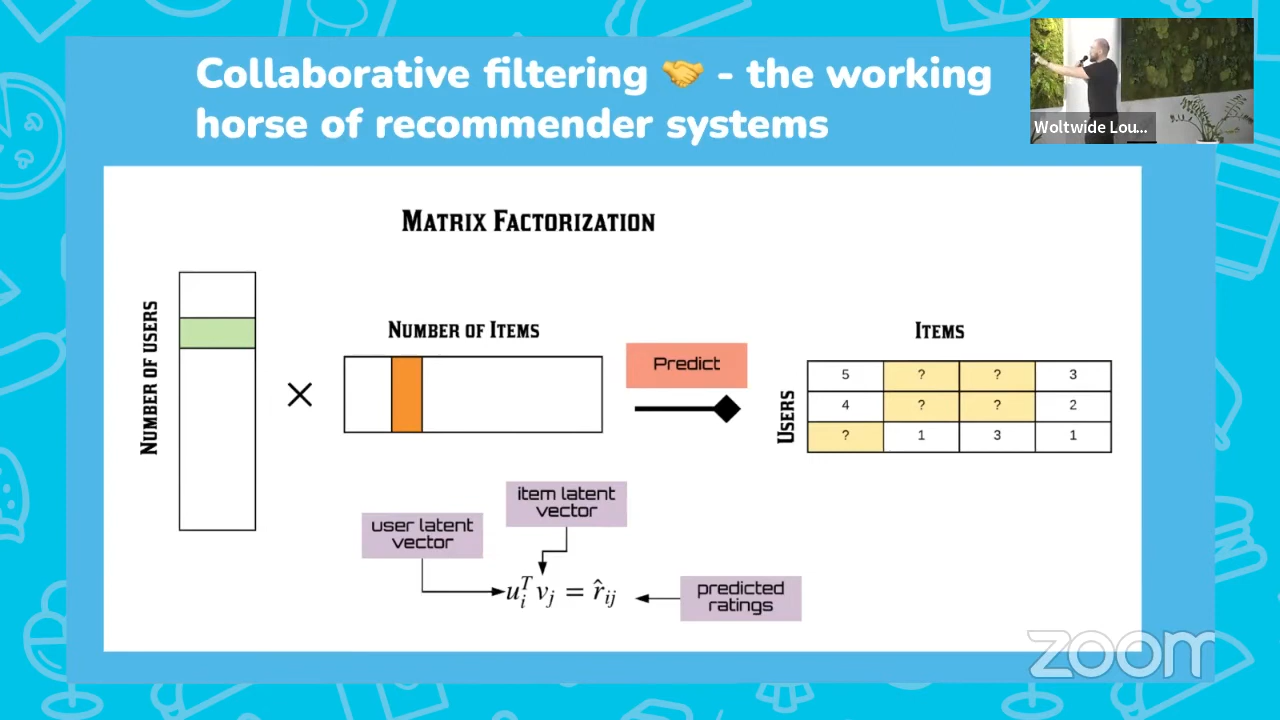 Collaborative filtering 🤝 - the working
horse of recommender systems
Woltwide Lou...
MATRIX FACTORIZATION
NUMBER OF USERS
NUMBER OF ITEMS
×
Predict
ITEMS
USERS
5 ? ? 3
4 ? ? 2
? 1 3 1
item latent
vector
user latent
vector
u_i^T v_j = r̂_ij
predicted
ratings
zoom